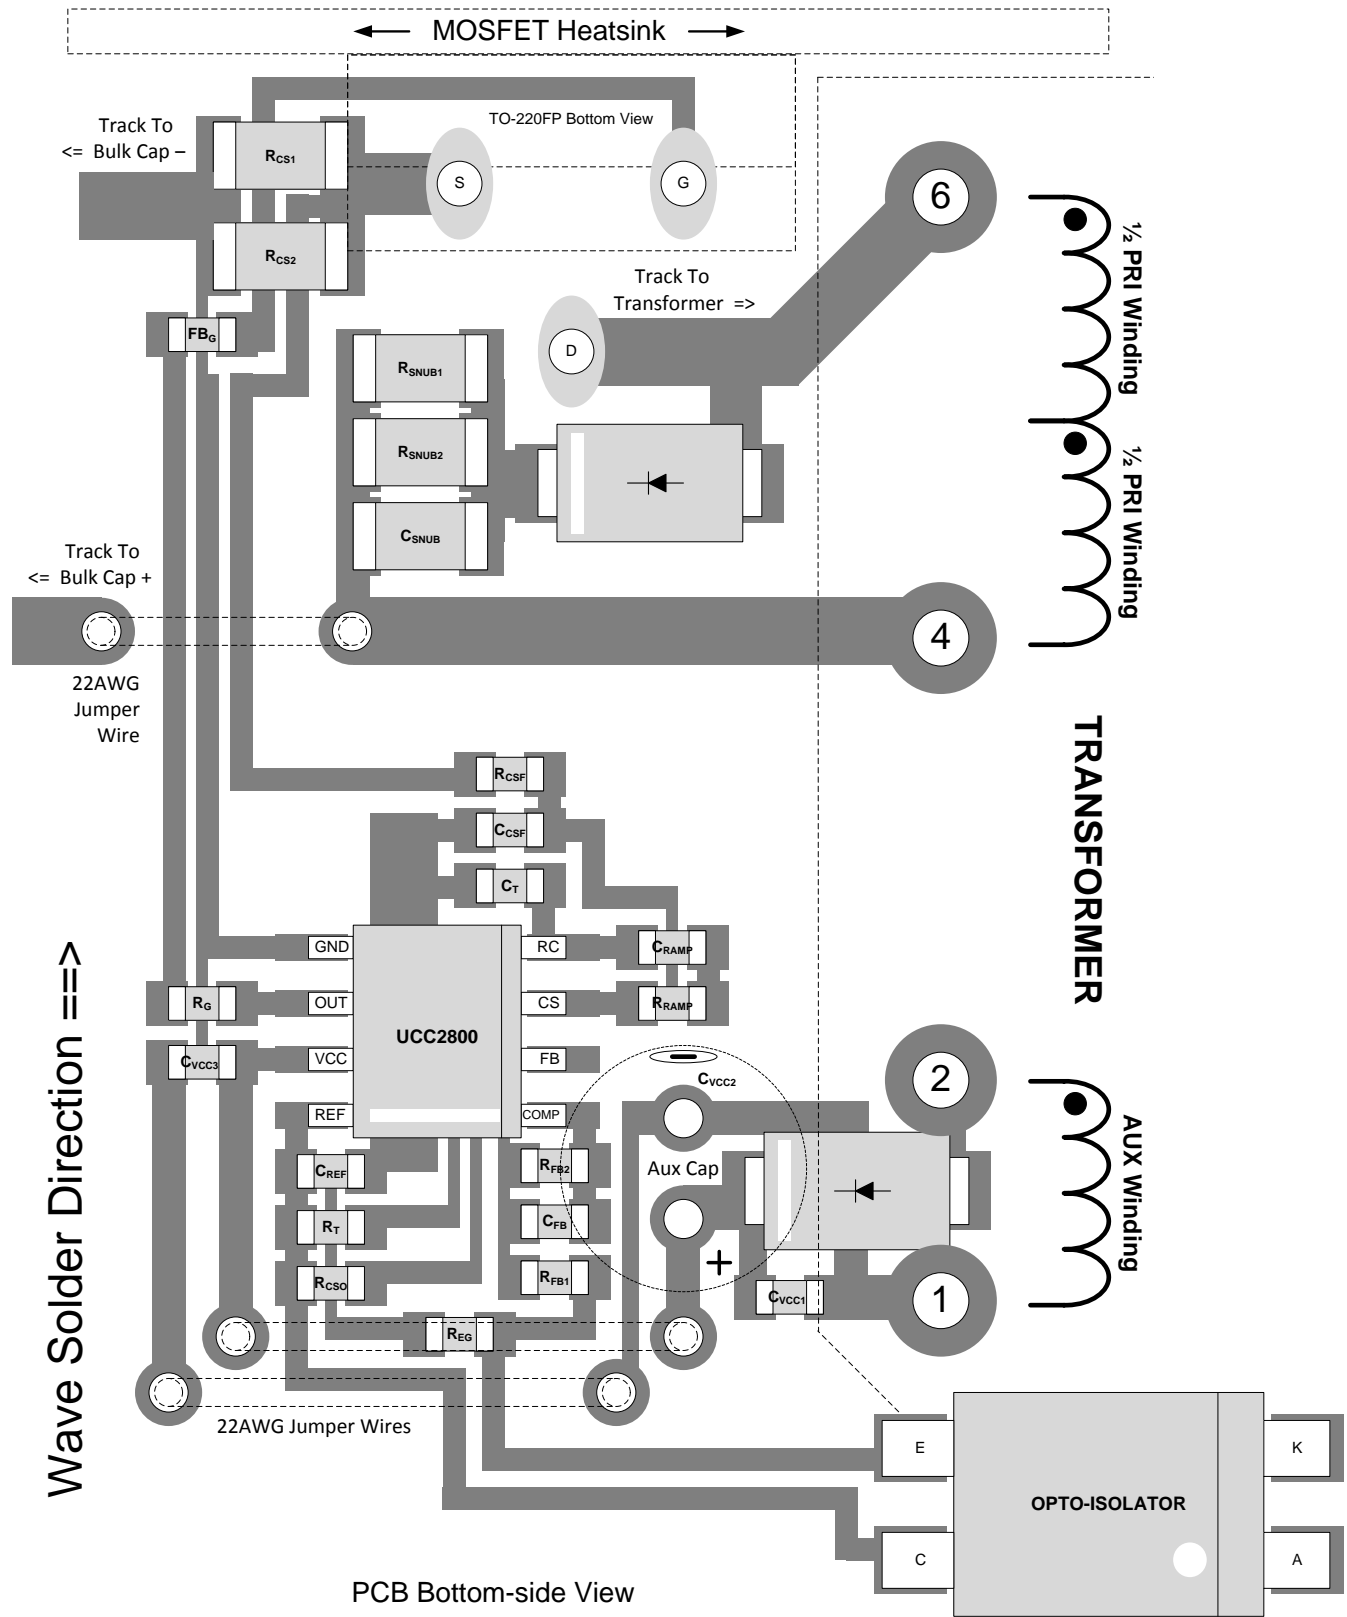 MOSFET Heatsink
Track To
<= Bulk Cap –
TO-220FP Bottom View
RCS1
S
G
6
RCS2
½ PRI Winding
Track To
Transformer =>
FBG
D
RSNUB1
RSNUB2
½ PRI Winding
CSNUB
Track To
<= Bulk Cap +
4
22AWG
Jumper
Wire
TRANSFORMER
RCSF
CCSF
CT
GND
RC
CRAMP
RG
OUT
CS
RRAMP
UCC2800
CVCC3
VCC
FB
CVCC2
2
REF
COMP
AUX Winding
CREF
RFB2
Aux Cap
RT
CFB
+
RCSO
RFB1
CVCC1
1
REG
22AWG Jumper Wires
Wave Solder Direction ==>
E
K
OPTO-ISOLATOR
C
A
PCB Bottom-side View